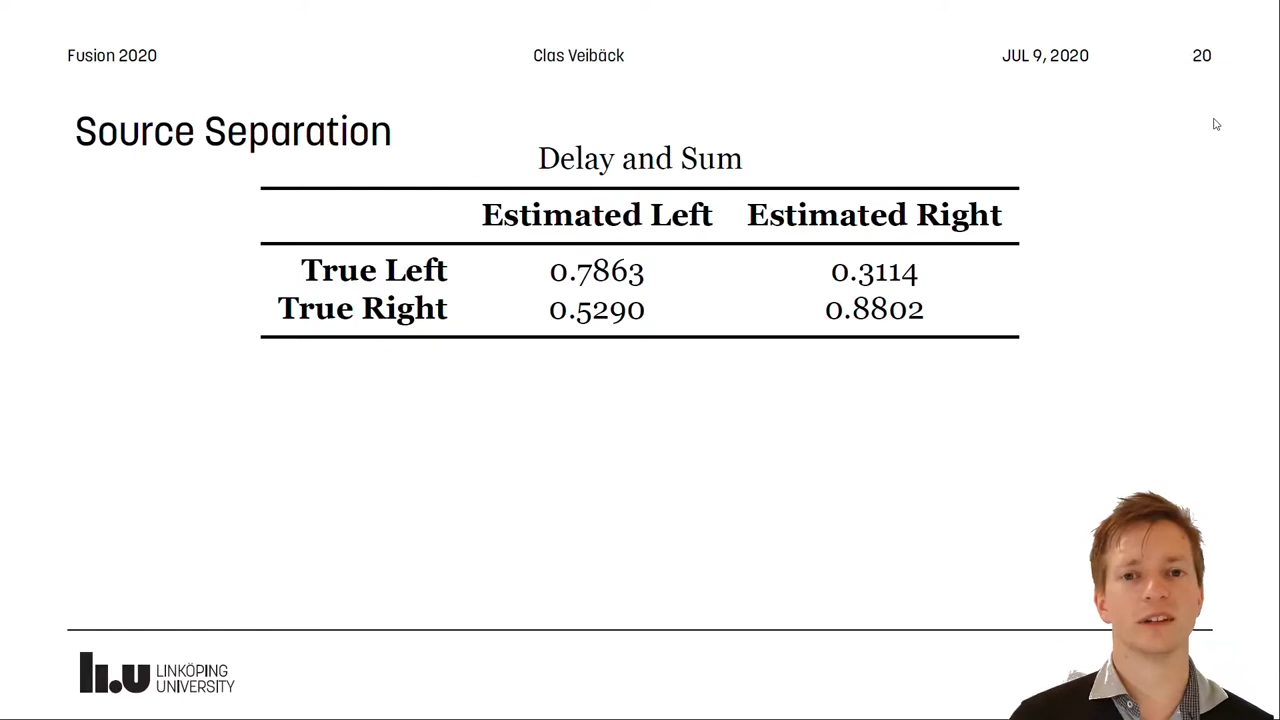 Fusion 2020 Clas Veibäck JUL 9, 2020 20
Source Separation
Delay and Sum
Estimated Left Estimated Right
True Left 0.7863 0.3114
True Right 0.5290 0.8802
li.u LINKÖPING
UNIVERSITY